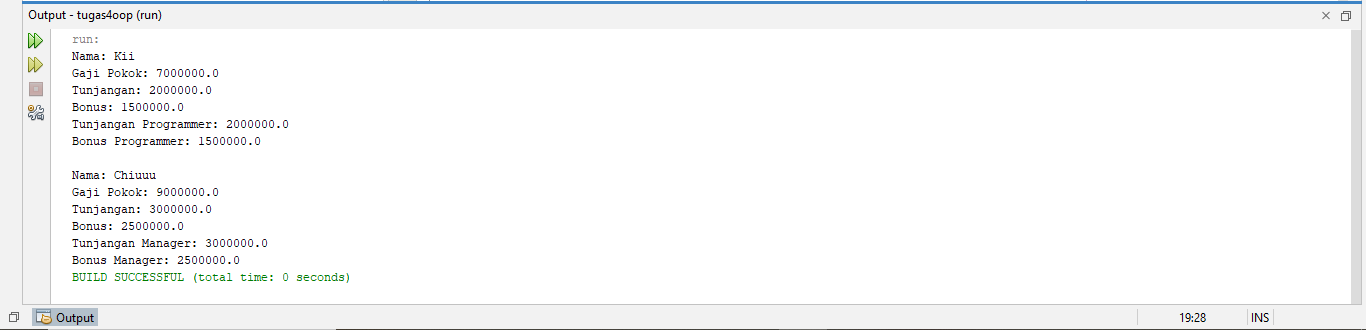 Output - tugas4oop (run)
run:
Nama: Kii
Gaji Pokok: 7000000.0
Tunjangan: 2000000.0
Bonus: 1500000.0
Tunjangan Programmer: 2000000.0
Bonus Programmer: 1500000.0
Nama: Chiuuu
Gaji Pokok: 9000000.0
Tunjangan: 3000000.0
Bonus: 2500000.0
Tunjangan Manager: 3000000.0
Bonus Manager: 2500000.0
BUILD SUCCESSFUL (total time: 0 seconds)
Output
19:28 INS